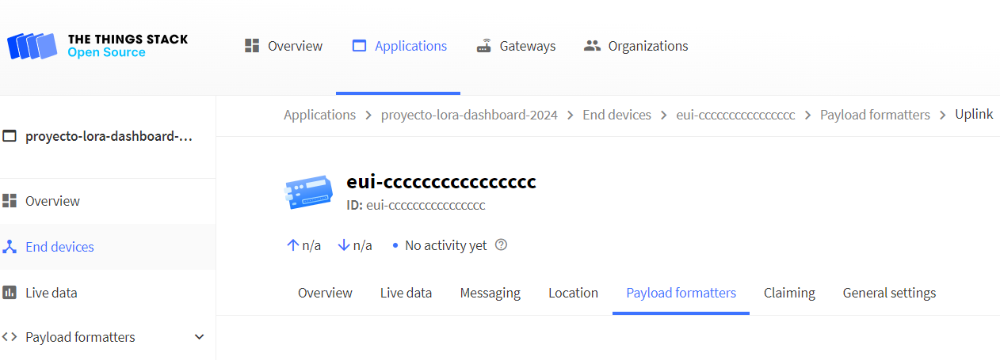 THE THINGS STACK
Open Source
Overview
Applications
Gateways
Organizations
proyecto-lora-dashboard-...
Overview
End devices
Live data
Payload formatters
Applications > proyecto-lora-dashboard-2024 > End devices > eui-cccccccccccccccc > Payload formatters > Uplink
eui-cccccccccccccccc
ID: eui-cccccccccccccccc
n/a n/a • No activity yet
Overview Live data Messaging Location Payload formatters Claiming General settings